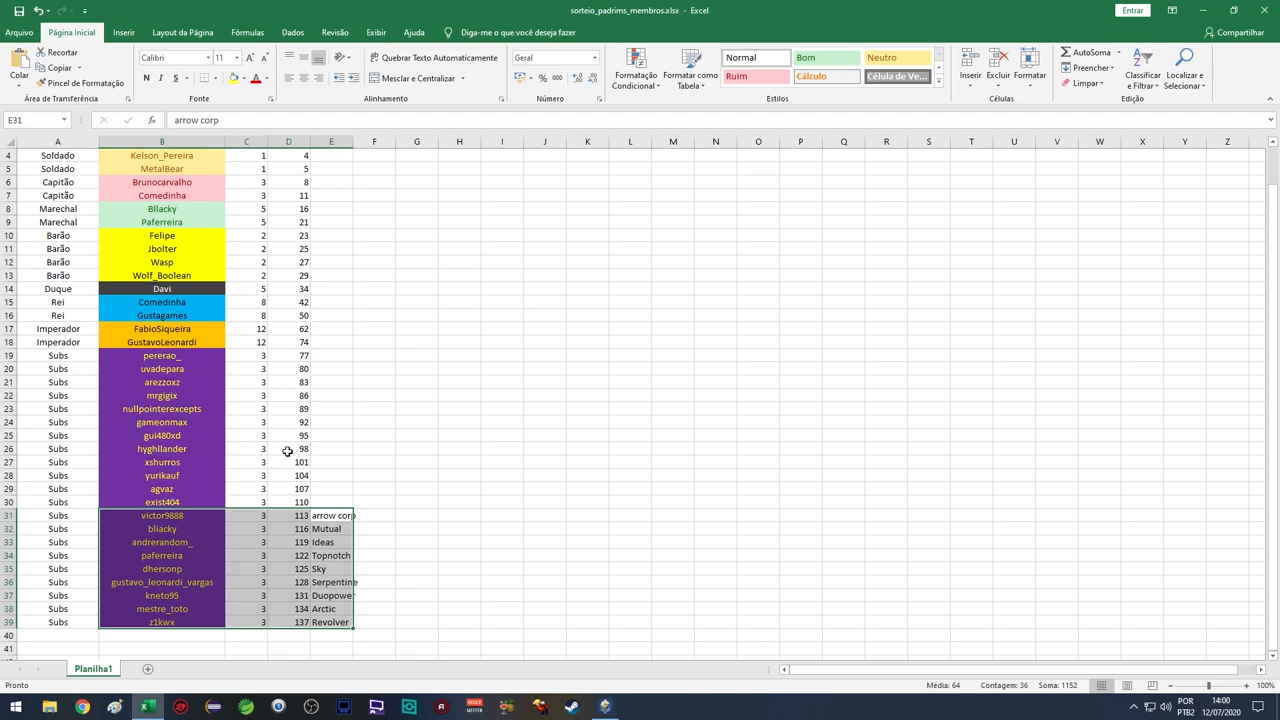 sorteio_padrims_membros.xlsx - Excel
Entrar
Arquivo Página Inicial Inserir Layout da Página Fórmulas Dados Revisão Exibir Ajuda Diga-me o que você deseja fazer Compartilhar
Colar
Recortar
Copiar
Pincel de Formatação
Área de Transferência
Calibri 11
N I S
Fonte
Quebrar Texto Automaticamente
Mesclar e Centralizar
Alinhamento
Geral
% 000
Número
Formatação Condicional
Formatar como Tabela
Normal Bom Neutro
Ruim Cálculo Célula de Ve...
Estilos
Inserir Excluir Formatar
Células
AutoSoma
Preencher
Limpar
Classificar e Filtrar
Localizar e Selecionar
Edição
E31 fx arrow corp
A B C D E F G H I J K L M N O P Q R S T U V W X Y Z
4 Soldado Kelson_Pereira 1 4
5 Soldado MetalBear 1 5
6 Capitão Brunocarvalho 3 8
7 Capitão Comedinha 3 11
8 Marechal Bllacky 5 16
9 Marechal Paferreira 5 21
10 Barão Felipe 2 23
11 Barão Jbolter 2 25
12 Barão Wasp 2 27
13 Barão Wolf_Boolean 2 29
14 Duque Davi 5 34
15 Rei Comedinha 8 42
16 Rei Gustagames 8 50
17 Imperador FabioSiqueira 12 62
18 Imperador GustavoLeonardi 12 74
19 Subs pererao_ 3 77
20 Subs uvadepara 3 80
21 Subs arezzoxz 3 83
22 Subs mrgigix 3 86
23 Subs nullpointerexcepts 3 89
24 Subs gameonmax 3 92
25 Subs gui480xd 3 95
26 Subs hyghllander 3 98
27 Subs xshurros 3 101
28 Subs yurikauf 3 104
29 Subs agvaz 3 107
30 Subs exist404 3 110
31 Subs victor9888 3 113 arrow corp
32 Subs bliacky 3 116 Mutual
33 Subs andrerandom_ 3 119 Ideas
34 Subs paferreira 3 122 Topnotch
35 Subs dhersonp 3 125 Sky
36 Subs gustavo_leonardi_vargas 3 128 Serpentine
37 Subs kneto95 3 131 Duopower
38 Subs mestre_toto 3 134 Arctic
39 Subs z1kwx 3 137 Revolver
40
41
Planilha1
Pronto Média: 64 Contagem: 36 Soma: 1152 100%
POR
PTB2
14:00
12/07/2020